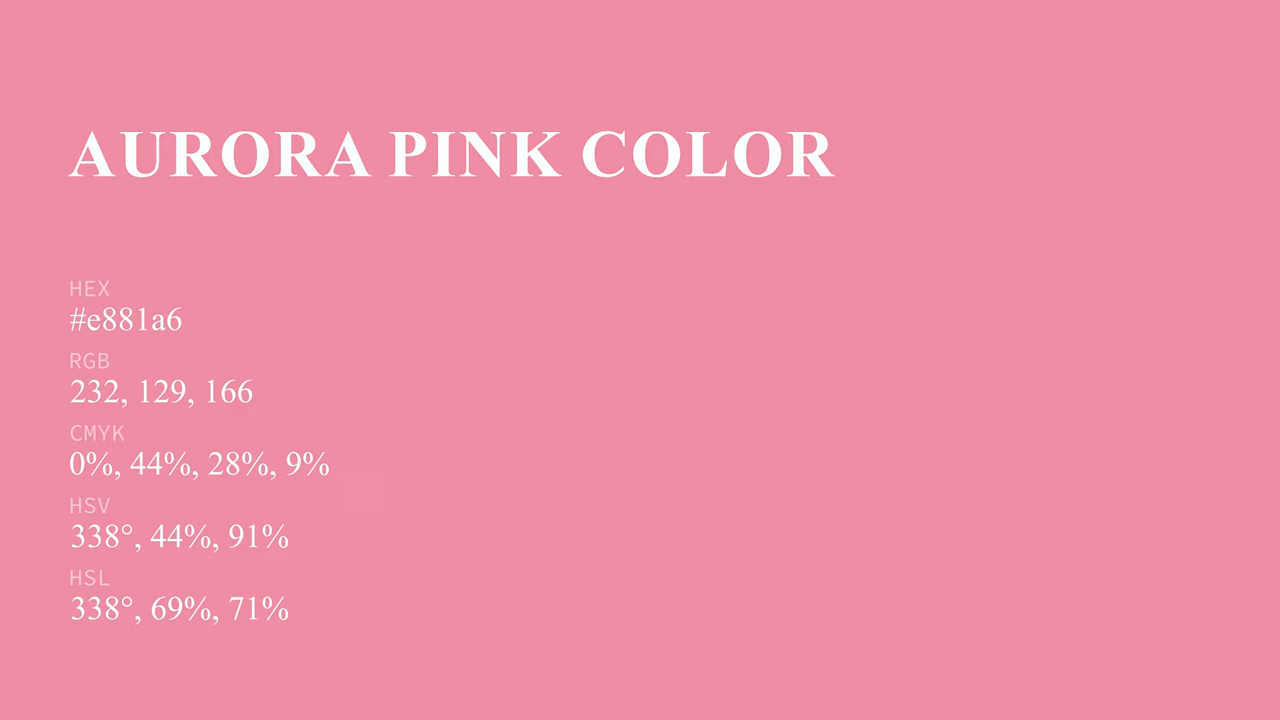 AURORA PINK COLOR
HEX
#e881a6
RGB
232, 129, 166
CMYK
0%, 44%, 28%, 9%
HSV
338°, 44%, 91%
HSL
338°, 69%, 71%